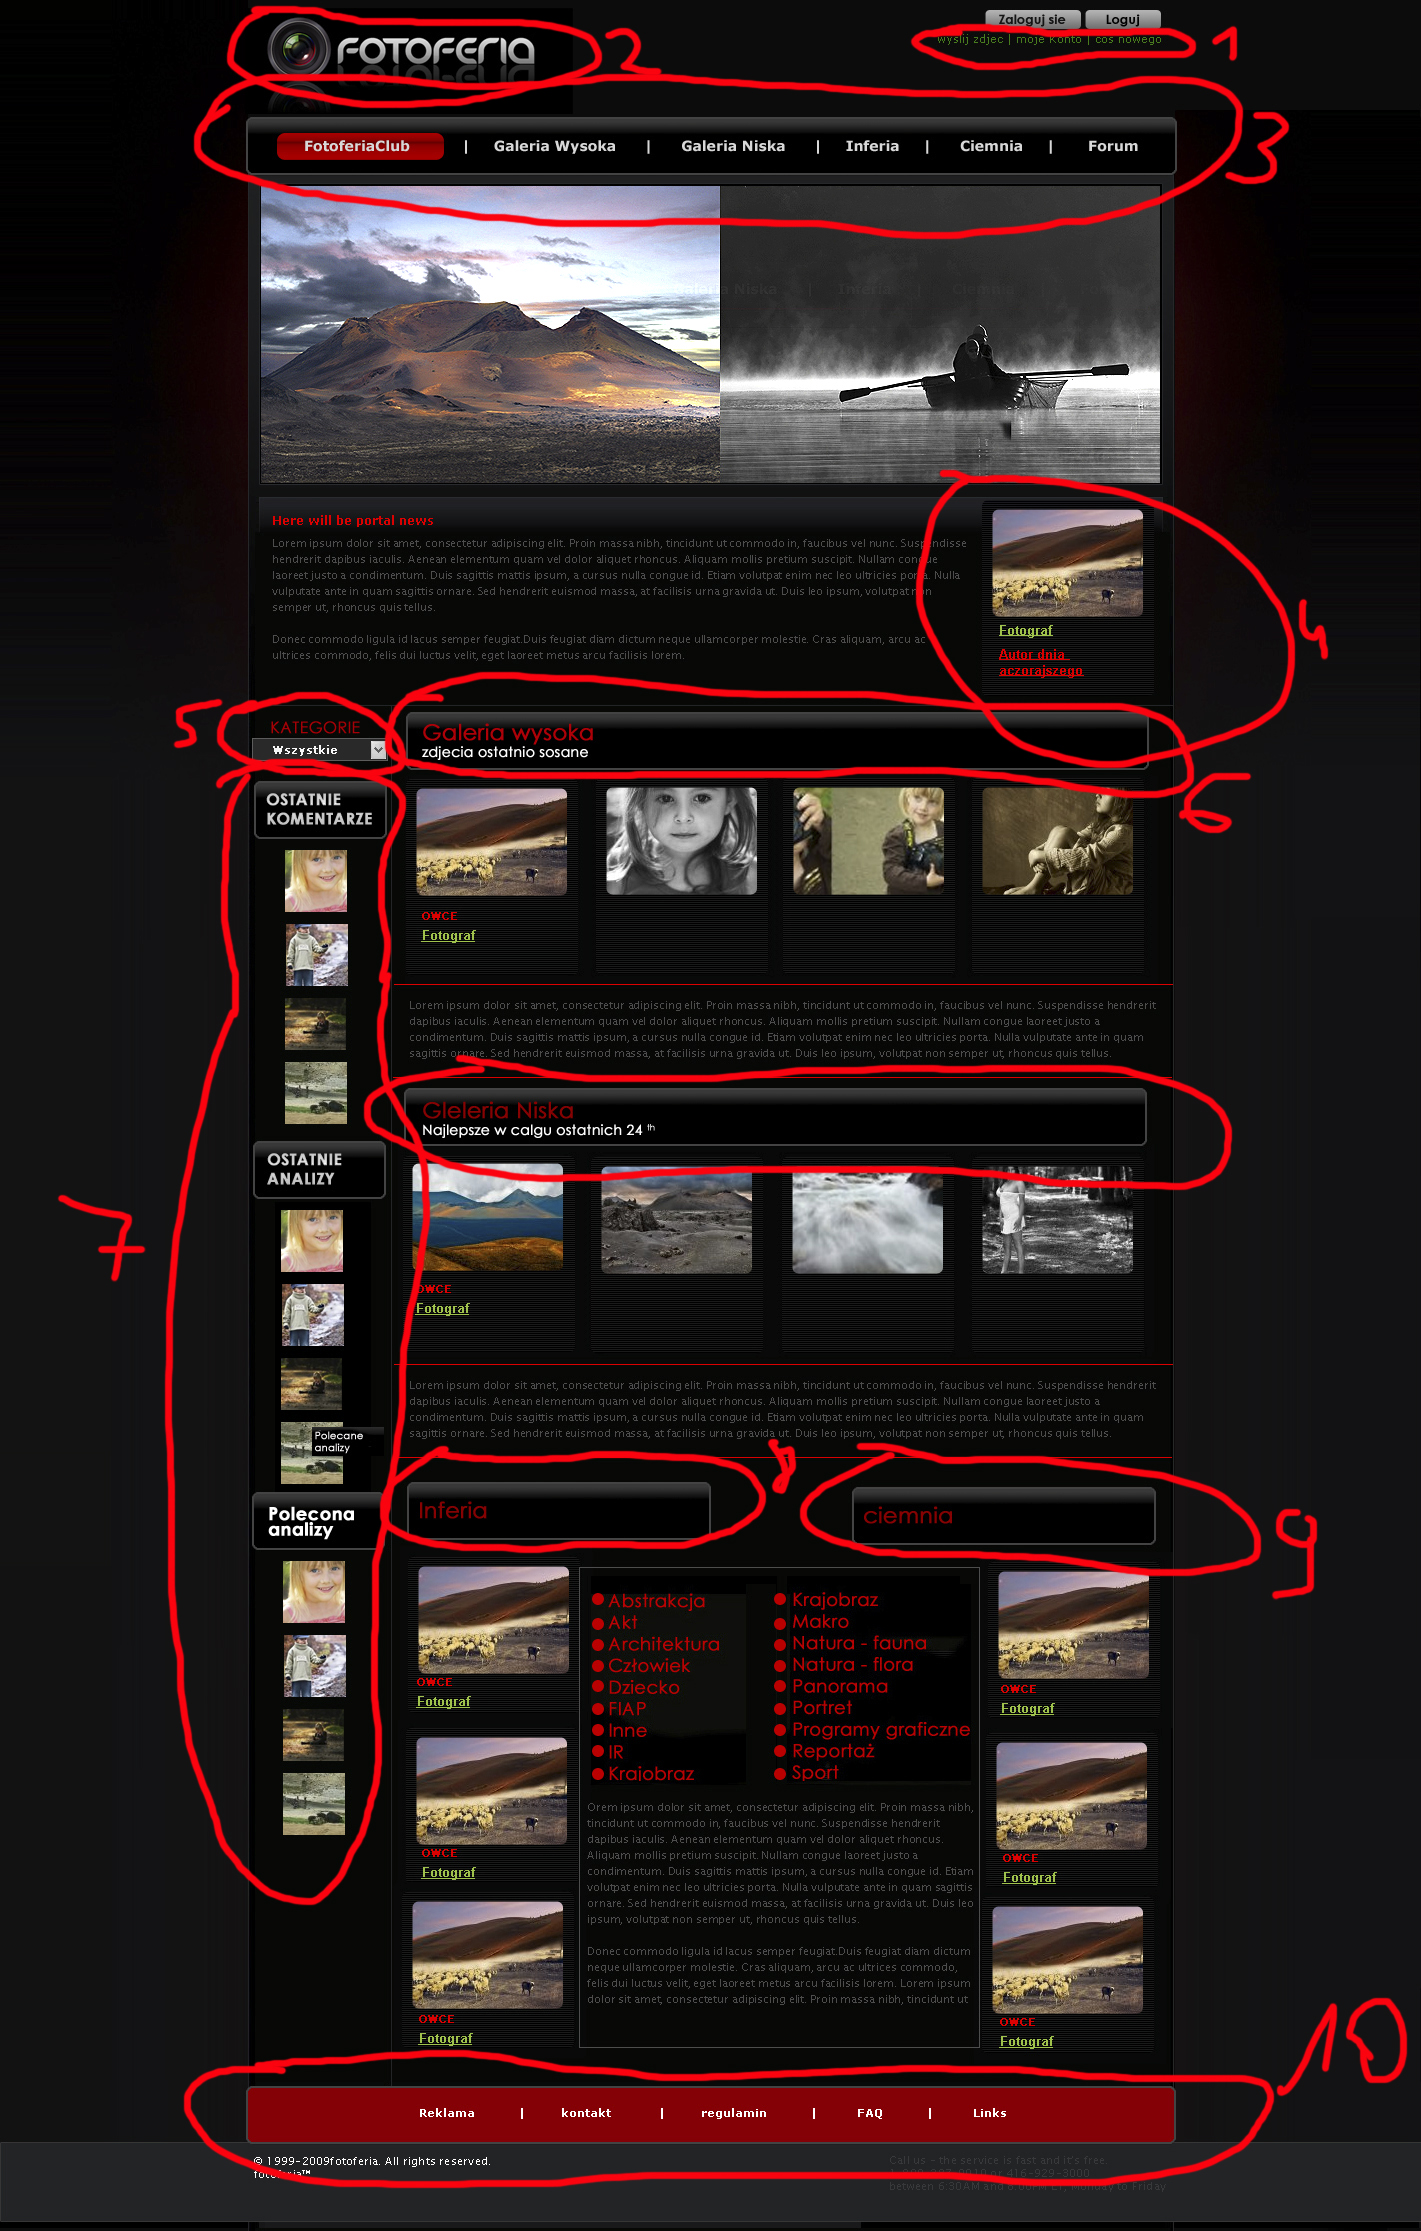 FOTOFERIA
Zaloguj sie Loguj
wyslij zdjec | moje Konto | cos nowego
1
2
3
FotoferiaClub | Galeria Wysoka | Galeria Niska | Inferia | Ciemnia | Forum
Niska | Inferia | Ciemnia
Here will be portal news
Lorem ipsum dolor sit amet, consectetur adipiscing elit. Proin massa nibh, tincidunt ut commodo in, faucibus vel nunc. Suspendisse
hendrerit dapibus iaculis. Aenean elementum quam vel dolor aliquet rhoncus. Aliquam mollis pretium suscipit. Nullam congue
laoreet justo a condimentum. Duis sagittis mattis ipsum, a cursus nulla congue id. Etiam volutpat enim nec leo ultricies porta. Nulla
vulputate ante in quam sagittis ornare. Sed hendrerit euismod massa, at facilisis urna gravida ut. Duis leo ipsum, volutpat non
semper ut, rhoncus quis tellus.
Donec commodo ligula id lacus semper feugiat.Duis feugiat diam dictum neque ullamcorper molestie. Cras aliquam, arcu ac
ultrices commodo, felis dui luctus velit, eget laoreet metus arcu facilisis lorem.
Fotograf
Autor dnia
aczorajszego
4
5
KATEGORIE
Wszystkie
Galeria wysoka
zdjecia ostatnio sosane
6
OSTATNIE
KOMENTARZE
OWCE
Fotograf
Lorem ipsum dolor sit amet, consectetur adipiscing elit. Proin massa nibh, tincidunt ut commodo in, faucibus vel nunc. Suspendisse hendrerit
dapibus iaculis. Aenean elementum quam vel dolor aliquet rhoncus. Aliquam mollis pretium suscipit. Nullam congue laoreet justo a
condimentum. Duis sagittis mattis ipsum, a cursus nulla congue id. Etiam volutpat enim nec leo ultricies porta. Nulla vulputate ante in quam
sagittis ornare. Sed hendrerit euismod massa, at facilisis urna gravida ut. Duis leo ipsum, volutpat non semper ut, rhoncus quis tellus.
Gleleria Niska
Najlepsze w calgu ostatnich 24 th
OSTATNIE
ANALIZY
7
OWCE
Fotograf
Lorem ipsum dolor sit amet, consectetur adipiscing elit. Proin massa nibh, tincidunt ut commodo in, faucibus vel nunc. Suspendisse hendrerit
dapibus iaculis. Aenean elementum quam vel dolor aliquet rhoncus. Aliquam mollis pretium suscipit. Nullam congue laoreet justo a
condimentum. Duis sagittis mattis ipsum, a cursus nulla congue id. Etiam volutpat enim nec leo ultricies porta. Nulla vulputate ante in quam
sagittis ornare. Sed hendrerit euismod massa, at facilisis urna gravida ut. Duis leo ipsum, volutpat non semper ut, rhoncus quis tellus.
Polecane
analizy
Polecona
analizy
Inferia
8
ciemnia
9
OWCE
Fotograf
OWCE
Fotograf
OWCE
Fotograf
Abstrakcja
Akt
Architektura
Człowiek
Dziecko
FIAP
Inne
IR
Krajobraz
Krajobraz
Makro
Natura - fauna
Natura - flora
Panorama
Portret
Programy graficzne
Reportaż
Sport
Orem ipsum dolor sit amet, consectetur adipiscing elit. Proin massa nibh,
tincidunt ut commodo in, faucibus vel nunc. Suspendisse hendrerit
dapibus iaculis. Aenean elementum quam vel dolor aliquet rhoncus.
Aliquam mollis pretium suscipit. Nullam congue laoreet justo a
condimentum. Duis sagittis mattis ipsum, a cursus nulla congue id. Etiam
volutpat enim nec leo ultricies porta. Nulla vulputate ante in quam sagittis
ornare. Sed hendrerit euismod massa, at facilisis urna gravida ut. Duis leo
ipsum, volutpat non semper ut, rhoncus quis tellus.
Donec commodo ligula id lacus semper feugiat.Duis feugiat diam dictum
neque ullamcorper molestie. Cras aliquam, arcu ac ultrices commodo,
felis dui luctus velit, eget laoreet metus arcu facilisis lorem. Lorem ipsum
dolor sit amet, consectetur adipiscing elit. Proin massa nibh, tincidunt ut
OWCE
Fotograf
OWCE
Fotograf
OWCE
Fotograf
10
Reklama | kontakt | regulamin | FAQ | Links
© 1999-2009fotoferia. All rights reserved.
fotoferia™
Call us - the service is fast and it's free.
or 416-929-3000
between 6:30AM and 8:00PM ET, Monday to Friday